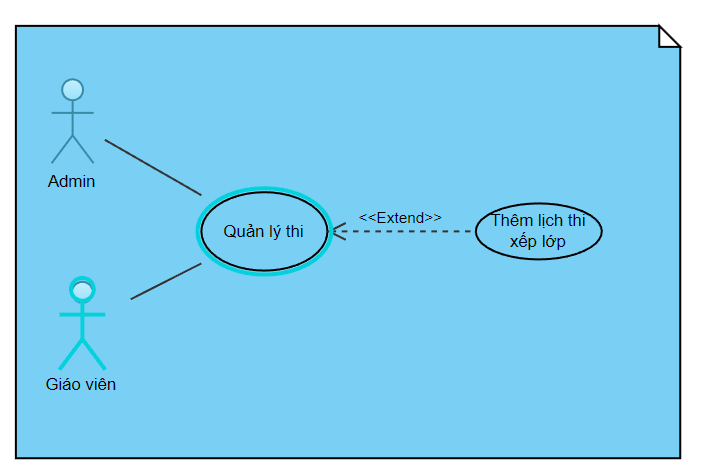 Admin
Quản lý thi
<<Extend>>
Thêm lịch thi
xếp lớp
Giáo viên